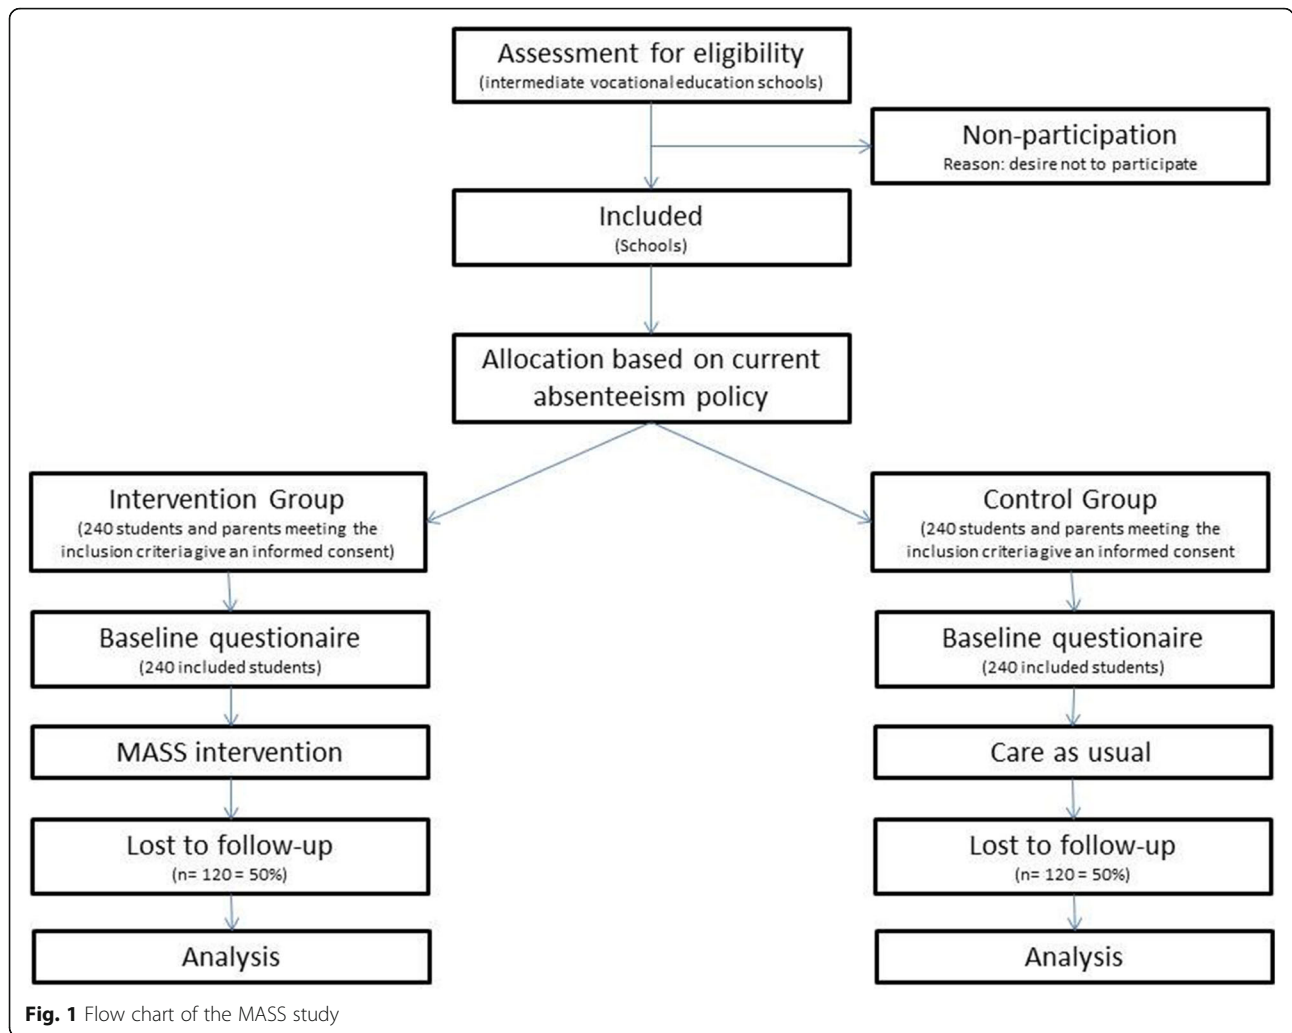 Assessment for eligibility
(intermediate vocational education schools)
Non-participation
Reason: desire not to participate
Included
(Schools)
Allocation based on current
absenteeism policy
Intervention Group
(240 students and parents meeting the
inclusion criteria give an informed consent)
Control Group
(240 students and parents meeting the
inclusion criteria give an informed consent
Baseline questionaire
(240 included students)
Baseline questionaire
(240 included students)
MASS intervention
Care as usual
Lost to follow-up
(n= 120 = 50%)
Lost to follow-up
(n= 120 = 50%)
Analysis
Analysis
Fig. 1 Flow chart of the MASS study